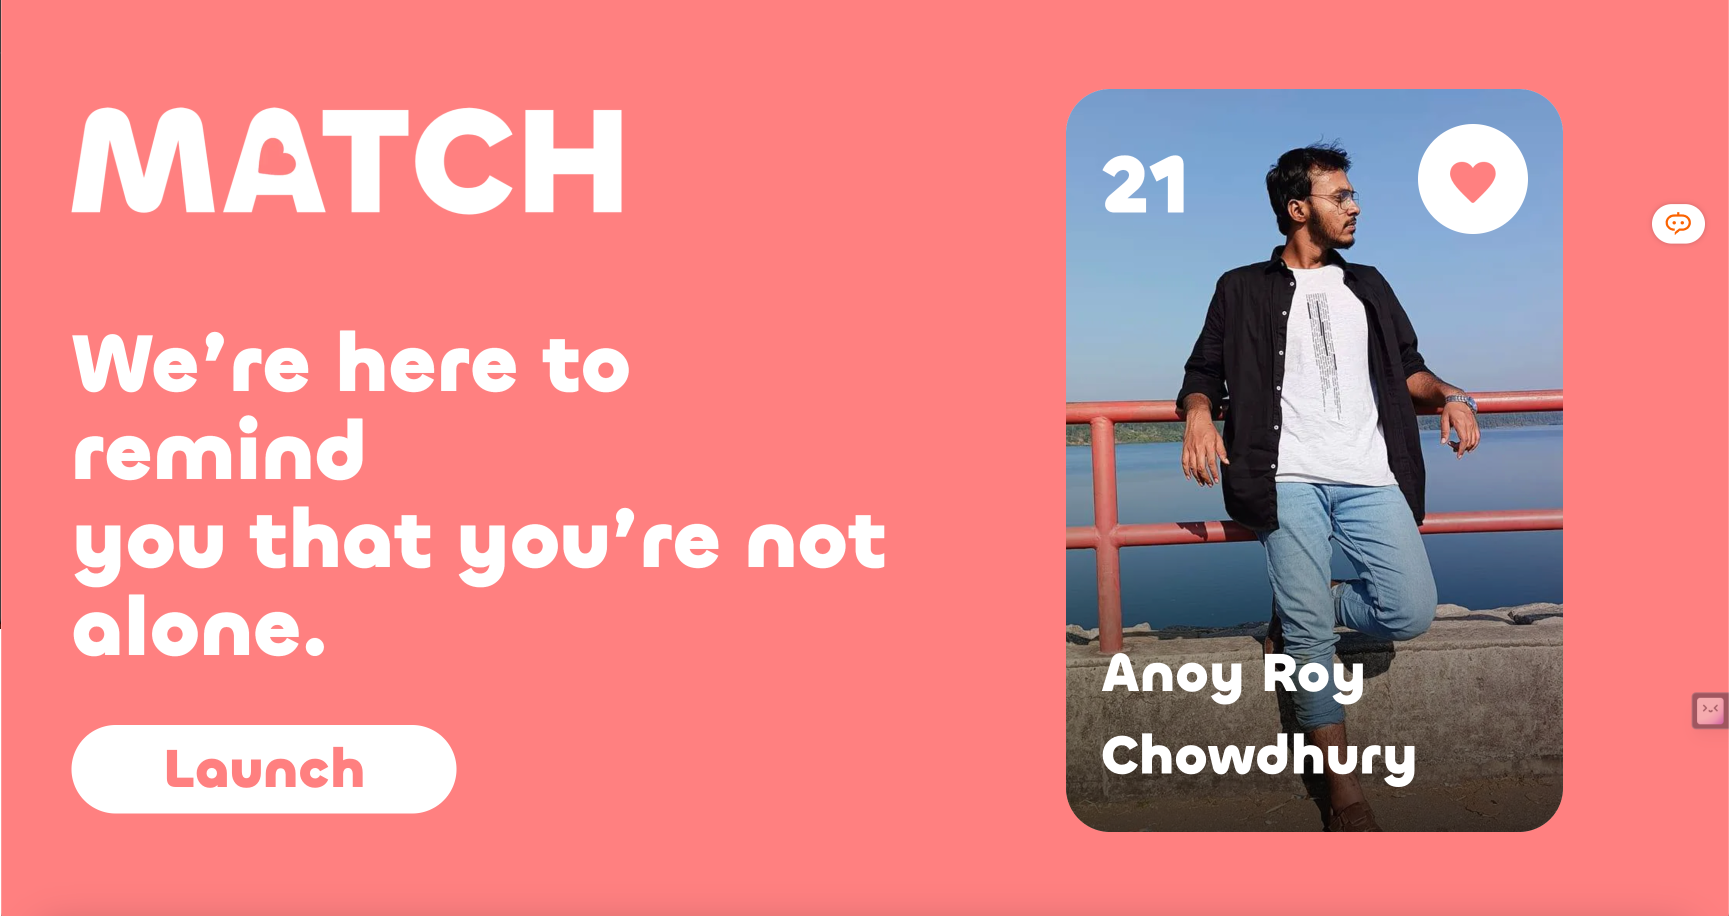 MATCH
We’re here to
remind
you that you’re not
alone.
Launch
21
Anoy Roy
Chowdhury